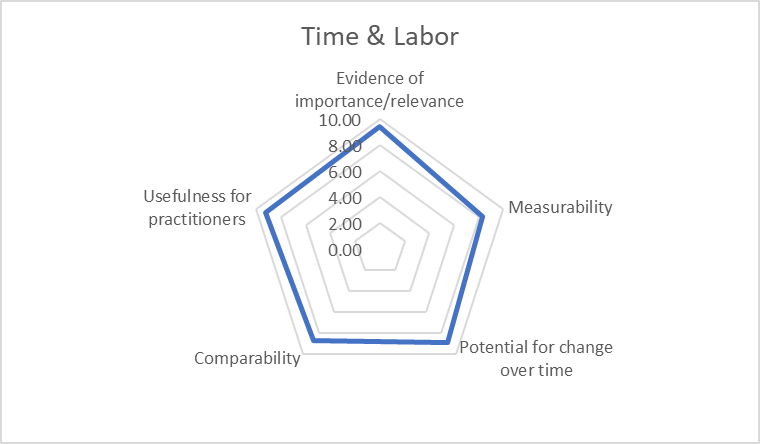 Time & Labor
Evidence of
importance/relevance
10.00
8.00
6.00
4.00
2.00
0.00
Usefulness for
practitioners
Measurability
Comparability
Potential for change
over time